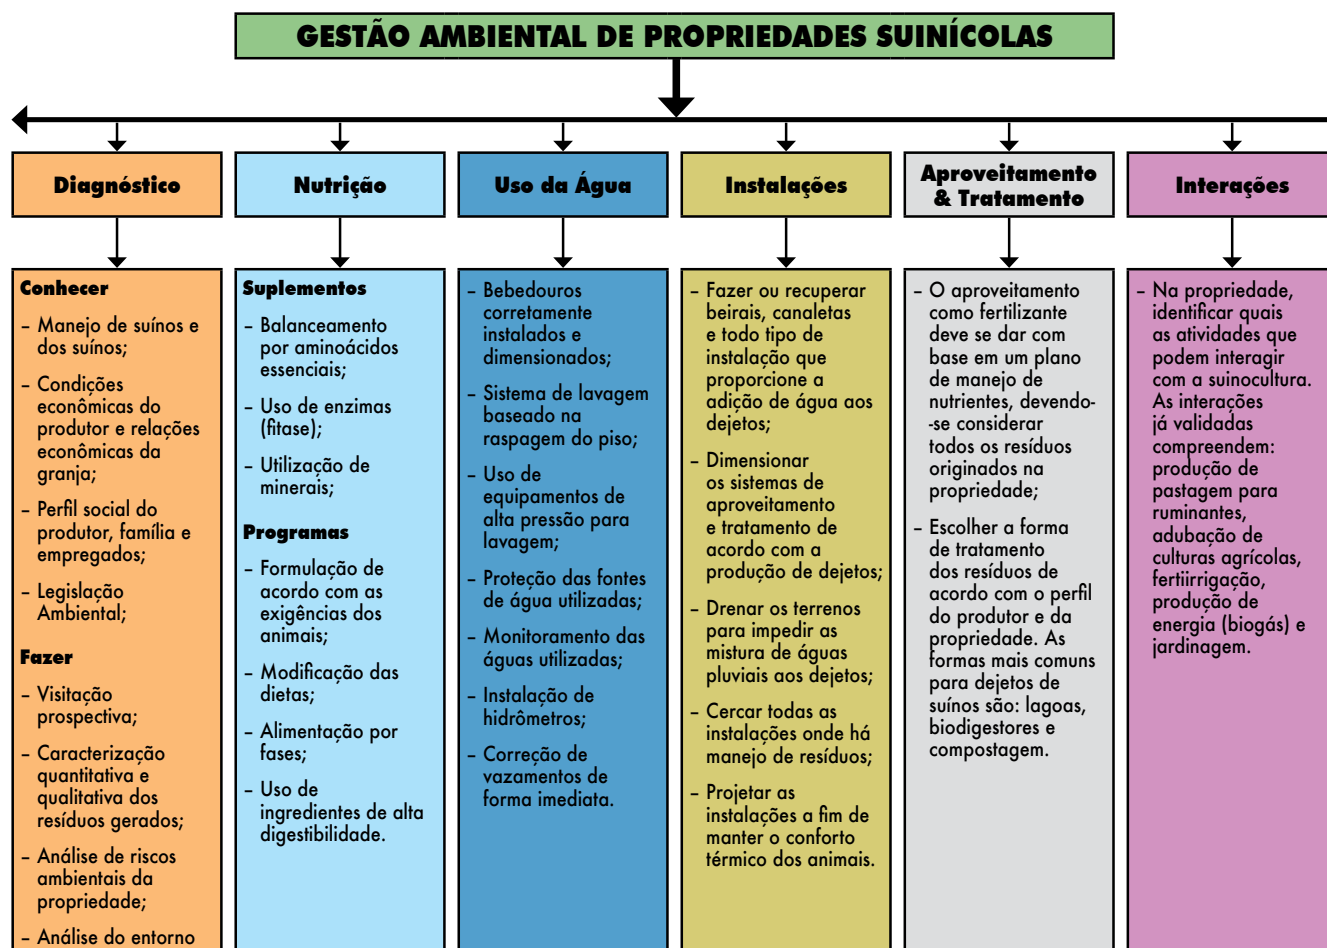 GESTÃO AMBIENTAL DE PROPRIEDADES SUINÍCOLAS
Diagnóstico
Conhecer
– Manejo de suínos e
dos suínos;
– Condições
econômicas do
produtor e relações
econômicas da
granja;
– Perfil social do
produtor, família e
empregados;
– Legislação
Ambiental;
Fazer
– Visitação
prospectiva;
– Caracterização
quantitativa e
qualitativa dos
resíduos gerados;
– Análise de riscos
ambientais da
propriedade;
– Análise do entorno
Nutrição
Suplementos
– Balanceamento
por aminoácidos
essenciais;
– Uso de enzimas
(fitase);
– Utilização de
minerais;
Programas
– Formulação de
acordo com as
exigências dos
animais;
– Modificação das
dietas;
– Alimentação por
fases;
– Uso de
ingredientes de alta
digestibilidade.
Uso da Água
– Bebedouros
corretamente
instalados e
dimensionados;
– Sistema de lavagem
baseado na
raspagem do piso;
– Uso de
equipamentos de
alta pressão para
lavagem;
– Proteção das fontes
de água utilizadas;
– Monitoramento das
águas utilizadas;
– Instalação de
hidrômetros;
– Correção de
vazamentos de
forma imediata.
Instalações
– Fazer ou recuperar
beirais, canaletas
e todo tipo de
instalação que
proporcione a
adição de água aos
dejetos;
– Dimensionar
os sistemas de
aproveitamento
e tratamento de
acordo com a
produção de dejetos;
– Drenar os terrenos
para impedir as
mistura de águas
pluviais aos dejetos;
– Cercar todas as
instalações onde há
manejo de resíduos;
– Projetar as
instalações a fim de
manter o conforto
térmico dos animais.
Aproveitamento
& Tratamento
– O aproveitamento
como fertilizante
deve se dar com
base em um plano
de manejo de
nutrientes, devendo-
-se considerar
todos os resíduos
originados na
propriedade;
– Escolher a forma
de tratamento
dos resíduos de
acordo com o perfil
do produtor e da
propriedade. As
formas mais comuns
para dejetos de
suínos são: lagoas,
biodigestores e
compostagem.
Interações
– Na propriedade,
identificar quais
as atividades que
podem interagir
com a suinocultura.
As interações
já validadas
compreendem:
produção de
pastagem para
ruminantes,
adubação de
culturas agrícolas,
fertiirrigação,
produção de
energia (biogás) e
jardinagem.